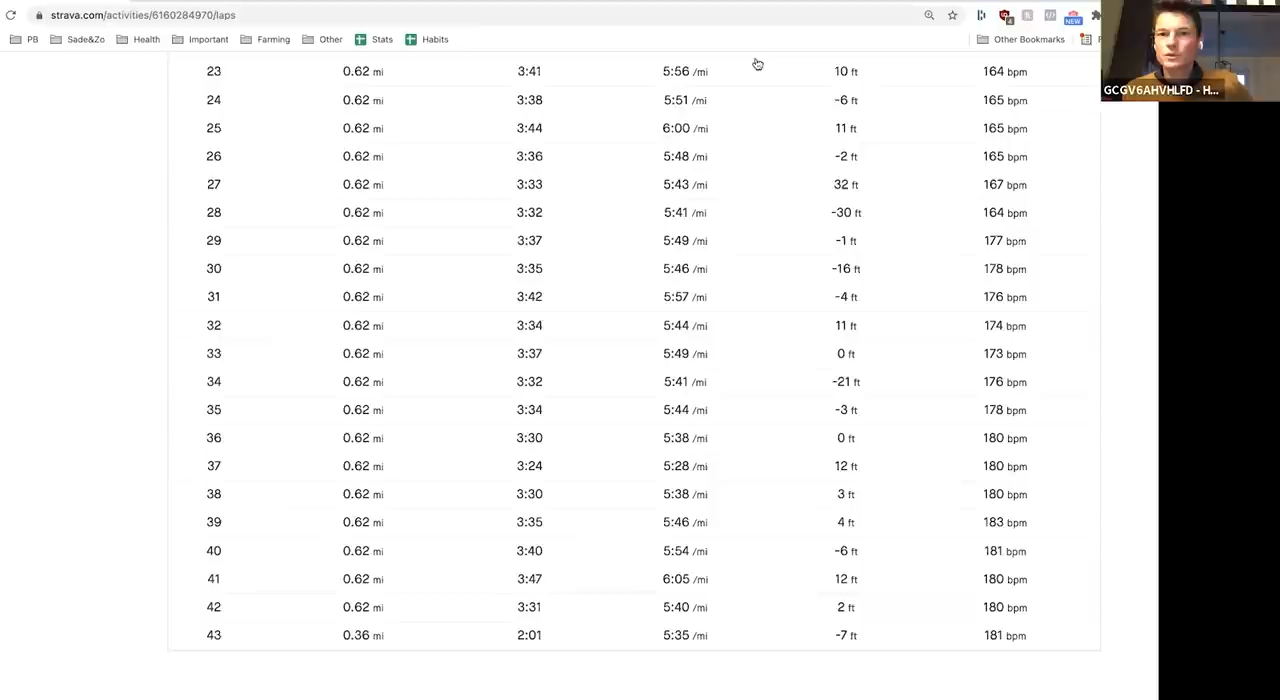 strava.com/activities/6160284970/laps
4
NEW
PB Sade&Zo Health Important Farming Other Stats Habits Other Bookmarks
GCGV6AHVHLFD - H...
23 0.62 mi 3:41 5:56 /mi 10 ft 164 bpm
24 0.62 mi 3:38 5:51 /mi -6 ft 165 bpm
25 0.62 mi 3:44 6:00 /mi 11 ft 165 bpm
26 0.62 mi 3:36 5:48 /mi -2 ft 165 bpm
27 0.62 mi 3:33 5:43 /mi 32 ft 167 bpm
28 0.62 mi 3:32 5:41 /mi -30 ft 164 bpm
29 0.62 mi 3:37 5:49 /mi -1 ft 177 bpm
30 0.62 mi 3:35 5:46 /mi -16 ft 178 bpm
31 0.62 mi 3:42 5:57 /mi -4 ft 176 bpm
32 0.62 mi 3:34 5:44 /mi 11 ft 174 bpm
33 0.62 mi 3:37 5:49 /mi 0 ft 173 bpm
34 0.62 mi 3:32 5:41 /mi -21 ft 176 bpm
35 0.62 mi 3:34 5:44 /mi -3 ft 178 bpm
36 0.62 mi 3:30 5:38 /mi 0 ft 180 bpm
37 0.62 mi 3:24 5:28 /mi 12 ft 180 bpm
38 0.62 mi 3:30 5:38 /mi 3 ft 180 bpm
39 0.62 mi 3:35 5:46 /mi 4 ft 183 bpm
40 0.62 mi 3:40 5:54 /mi -6 ft 181 bpm
41 0.62 mi 3:47 6:05 /mi 12 ft 180 bpm
42 0.62 mi 3:31 5:40 /mi 2 ft 180 bpm
43 0.36 mi 2:01 5:35 /mi -7 ft 181 bpm